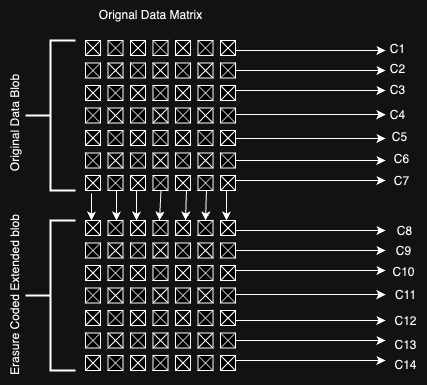 Orignal Data Matrix
Original Data Blob
C1
C2
C3
C4
C5
C6
C7
Erasure Coded Extended blob
C8
C9
C10
C11
C12
C13
C14